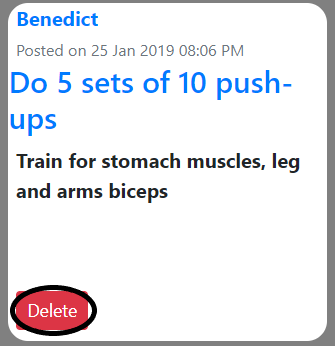 Benedict
Posted on 25 Jan 2019 08:06 PM
Do 5 sets of 10 push-
ups
Train for stomach muscles, leg
and arms biceps
Delete